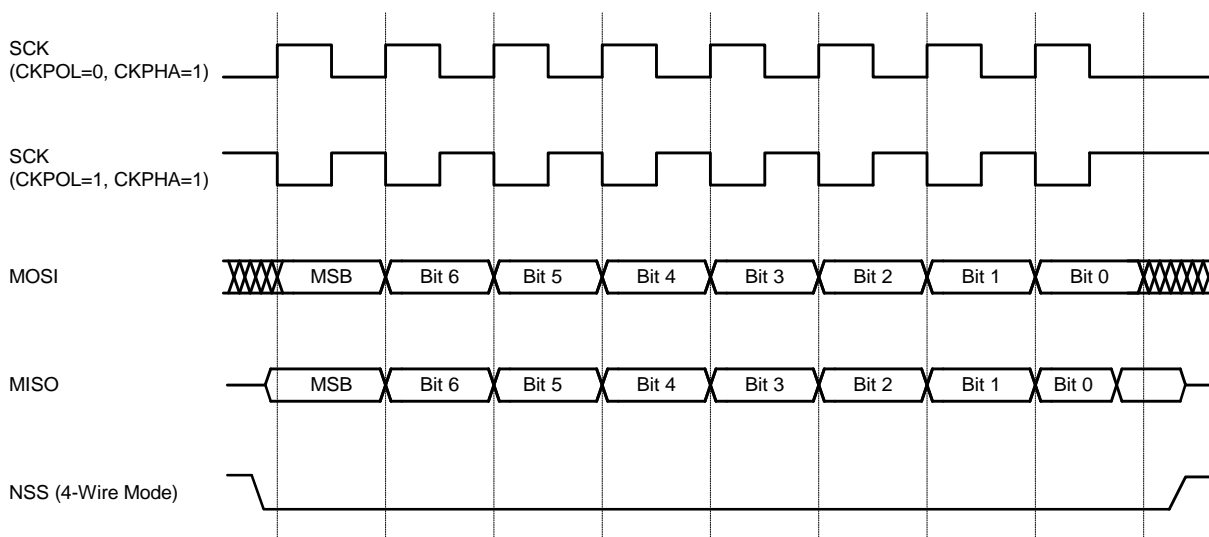 SCK
(CKPOL=0, CKPHA=1)
SCK
(CKPOL=1, CKPHA=1)
MOSI MSB Bit 6 Bit 5 Bit 4 Bit 3 Bit 2 Bit 1 Bit 0
MISO MSB Bit 6 Bit 5 Bit 4 Bit 3 Bit 2 Bit 1 Bit 0
NSS (4-Wire Mode)